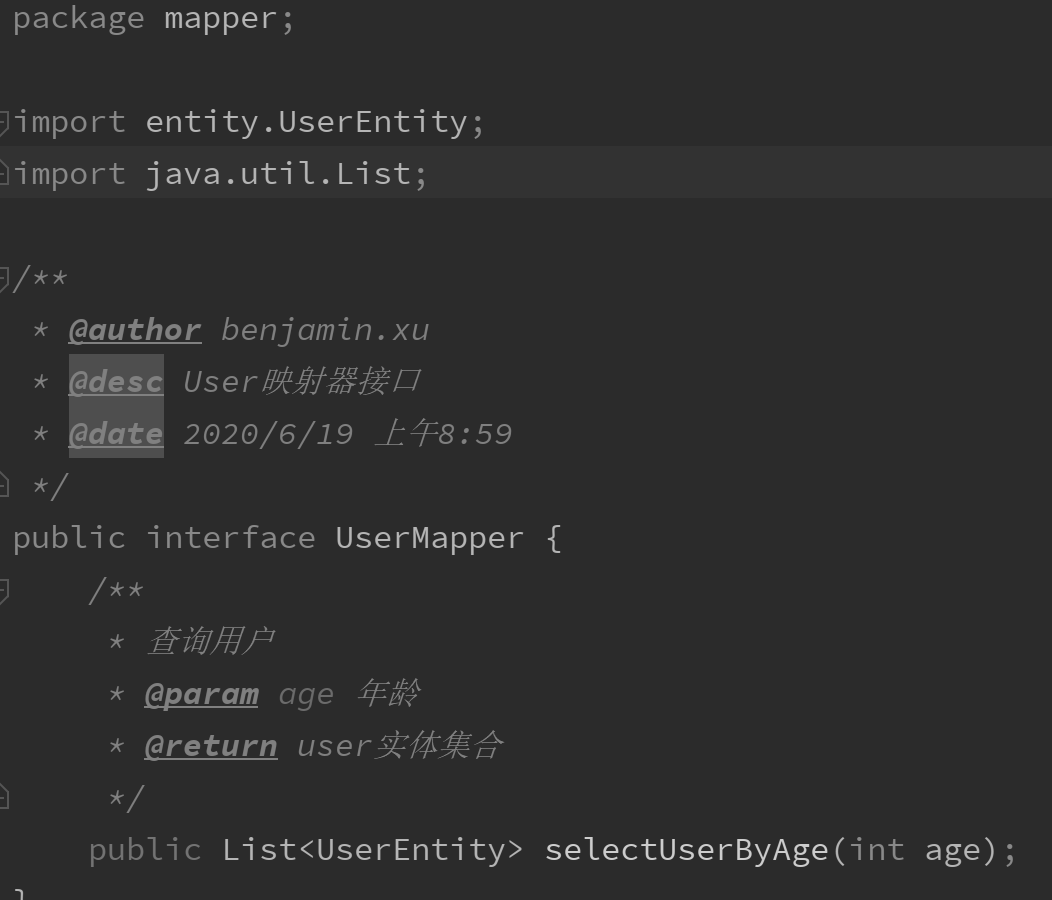 package mapper;
import entity.UserEntity;
import java.util.List;
/**
* @author benjamin.xu
* @desc User映射器接口
* @date 2020/6/19 上午8:59
*/
public interface UserMapper {
/**
* 查询用户
* @param age 年龄
* @return user实体集合
*/
public List<UserEntity> selectUserByAge(int age);
}